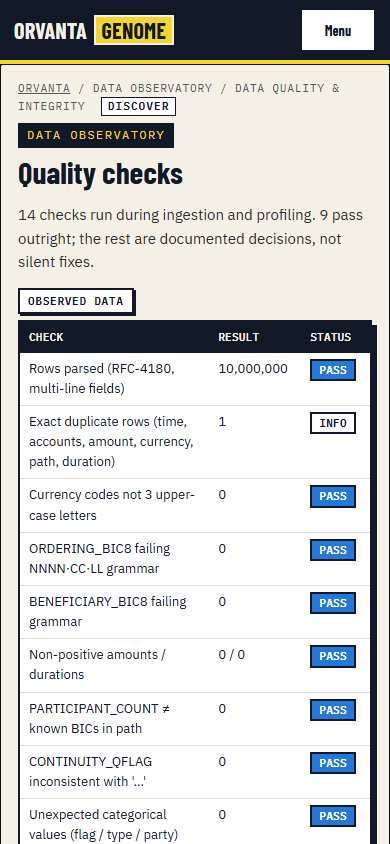 ORVANTA GENOME Menu
ORVANTA / DATA OBSERVATORY / DATA QUALITY &
INTEGRITY DISCOVER
DATA OBSERVATORY
Quality checks
14 checks run during ingestion and profiling. 9 pass
outright; the rest are documented decisions, not
silent fixes.
OBSERVED DATA
CHECK RESULT STATUS
Rows parsed (RFC-4180, 10,000,000 PASS
multi-line fields)
Exact duplicate rows (time, 1 INFO
accounts, amount, currency,
path, duration)
Currency codes not 3 upper- 0 PASS
case letters
ORDERING_BIC8 failing 0 PASS
NNNN·CC·LL grammar
BENEFICIARY_BIC8 failing 0 PASS
grammar
Non-positive amounts / 0 / 0 PASS
durations
PARTICIPANT_COUNT ≠ 0 PASS
known BICs in path
CONTINUITY_QFLAG 0 PASS
inconsistent with '…'
Unexpected categorical 0 PASS
values (flag / type / party)